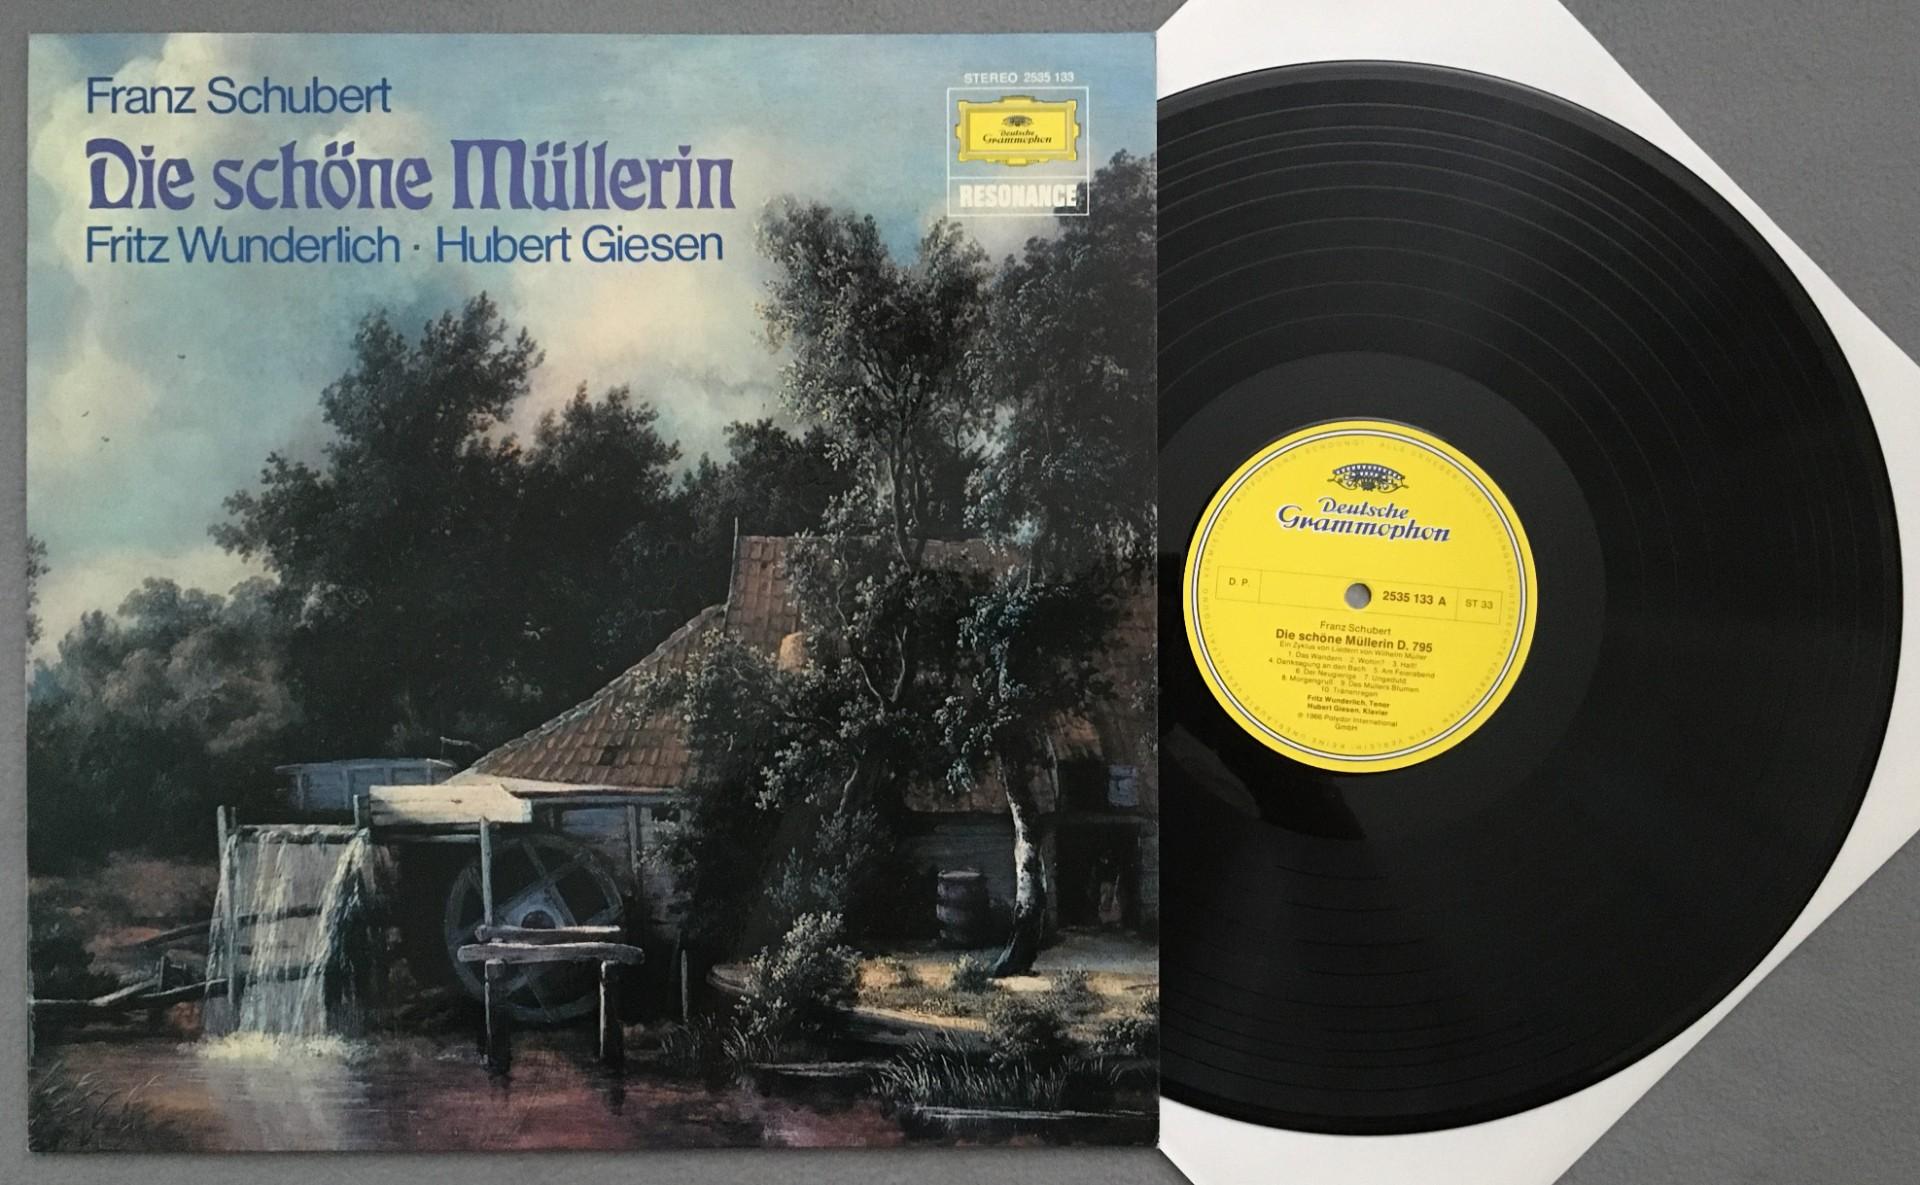 Franz Schubert
Die schöne Müllerin
Fritz Wunderlich · Hubert Giesen
STEREO 2535 133
Deutsche
Grammophon
RESONANCE
Deutsche
Grammophon
D. P.
2535 133 A
ST 33
Franz Schubert
Die schöne Müllerin D. 795
Ein Zyklus von Liedern von Wilhelm Müller
1. Das Wandern 2. Wohin? 3. Halt!
4. Danksagung an den Bach 5. Am Feierabend
6. Der Neugierige 7. Ungeduld
8. Morgengruß 9. Des Müllers Blumen
10. Tränenregen
Fritz Wunderlich, Tenor
Hubert Giesen, Klavier
℗ 1966 Polydor International
GmbH